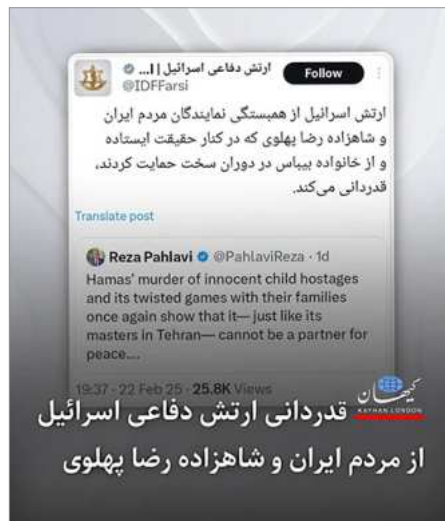 ارتش دفاعی اسرائیل | ا...
Follow
@IDFFarsi
ارتش اسرائیل از همبستگی نمایندگان مردم ایران
و شاهزاده رضا پهلوی که در کنار حقیقت ایستاده
و از خانواده بیباس در دوران سخت حمایت کردند،
قدردانی می‌کند.
Translate post
Reza Pahlavi @PahlaviReza · 1d
Hamas' murder of innocent child hostages
and its twisted games with their families
once again show that it— just like its
masters in Tehran— cannot be a partner for
peace....
19:37 · 22 Feb 25 · 25.8K Views
کیهان
KAYHAN LONDON
قدردانی ارتش دفاعی اسرائیل
از مردم ایران و شاهزاده رضا پهلوی